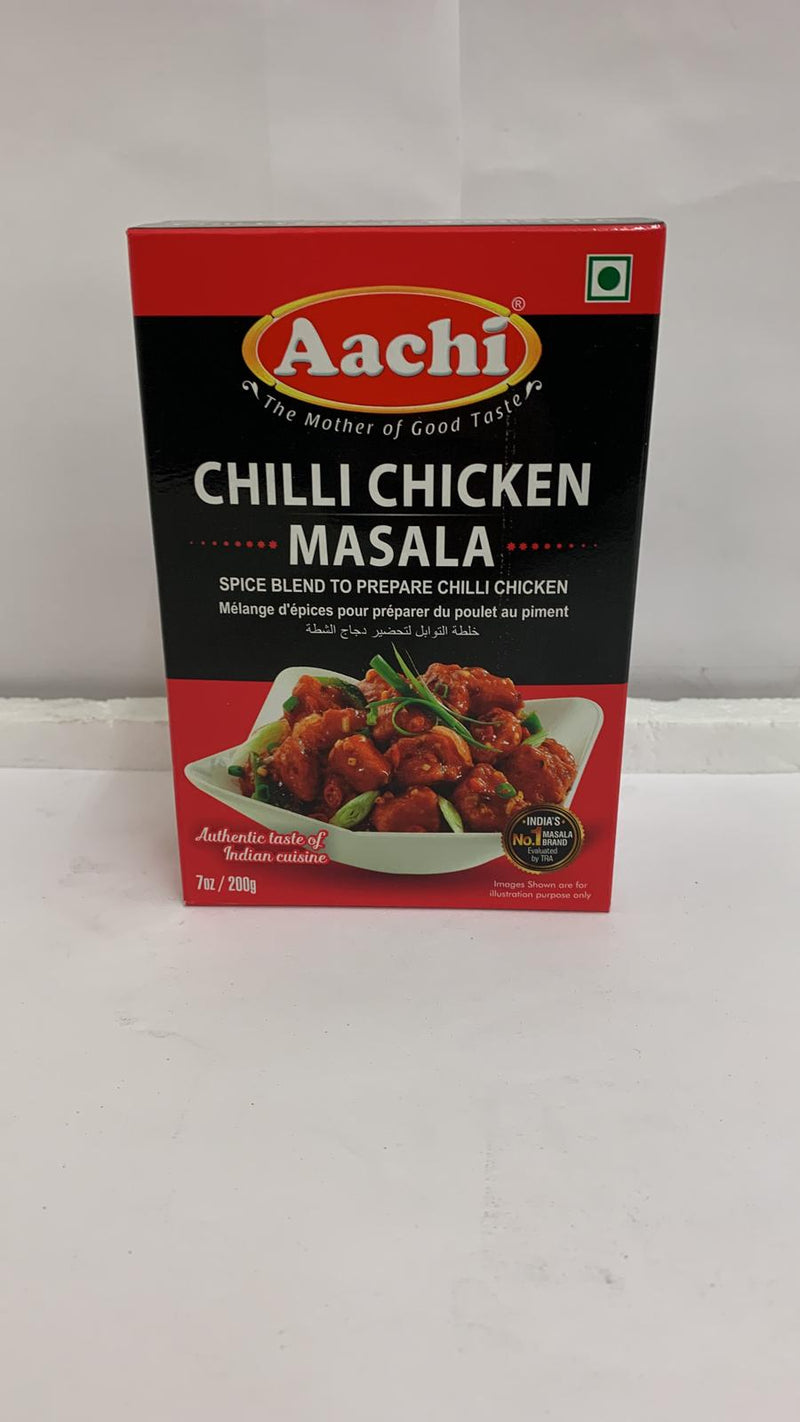 Aachi®
The Mother of Good Taste
CHILLI CHICKEN
MASALA
SPICE BLEND TO PREPARE CHILLI CHICKEN
Mélange d'épices pour préparer du poulet au piment
خلطة التوابل لتحضير دجاج الشطة
Authentic taste of
Indian cuisine
7oz / 200g
INDIA'S
No.1 MASALA
BRAND
Evaluated
by TRA
Images Shown are for
illustration purpose only